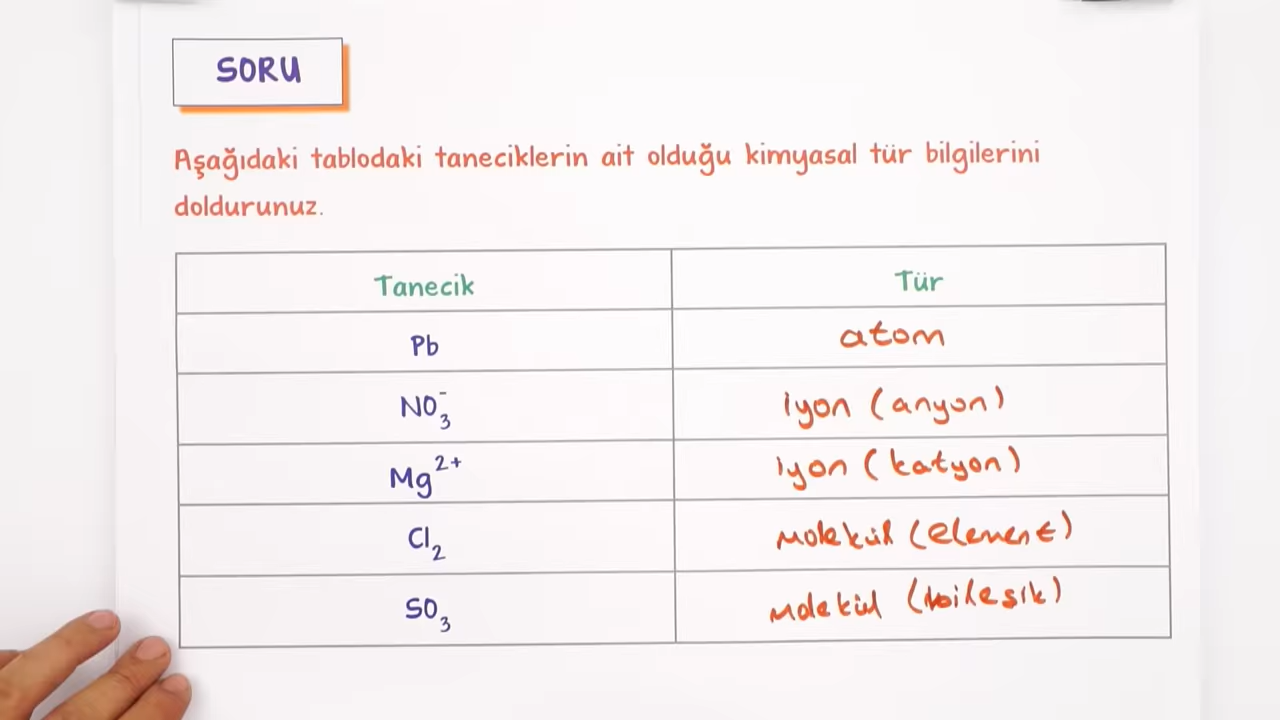 SORU
Aşağıdaki tablodaki taneciklerin ait olduğu kimyasal tür bilgilerini
doldurunuz.
Tanecik Tür
Pb atom
NO₃⁻ iyon (anyon)
Mg²⁺ iyon (katyon)
Cl₂ molekül (element)
SO₃ molekül (bileşik)